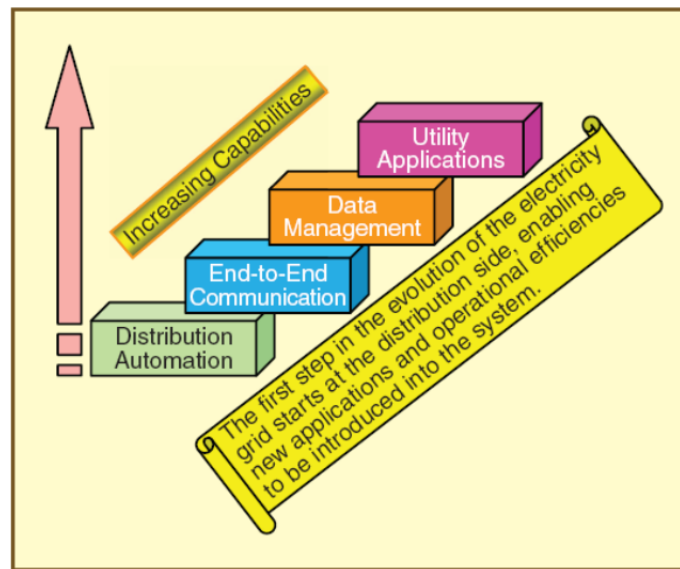 Increasing Capabilities
Utility
Applications
Data
Management
End-to-End
Communication
Distribution
Automation
The first step in the evolution of the electricity
grid starts at the distribution side, enabling
new applications and operational efficiencies
to be introduced into the system.